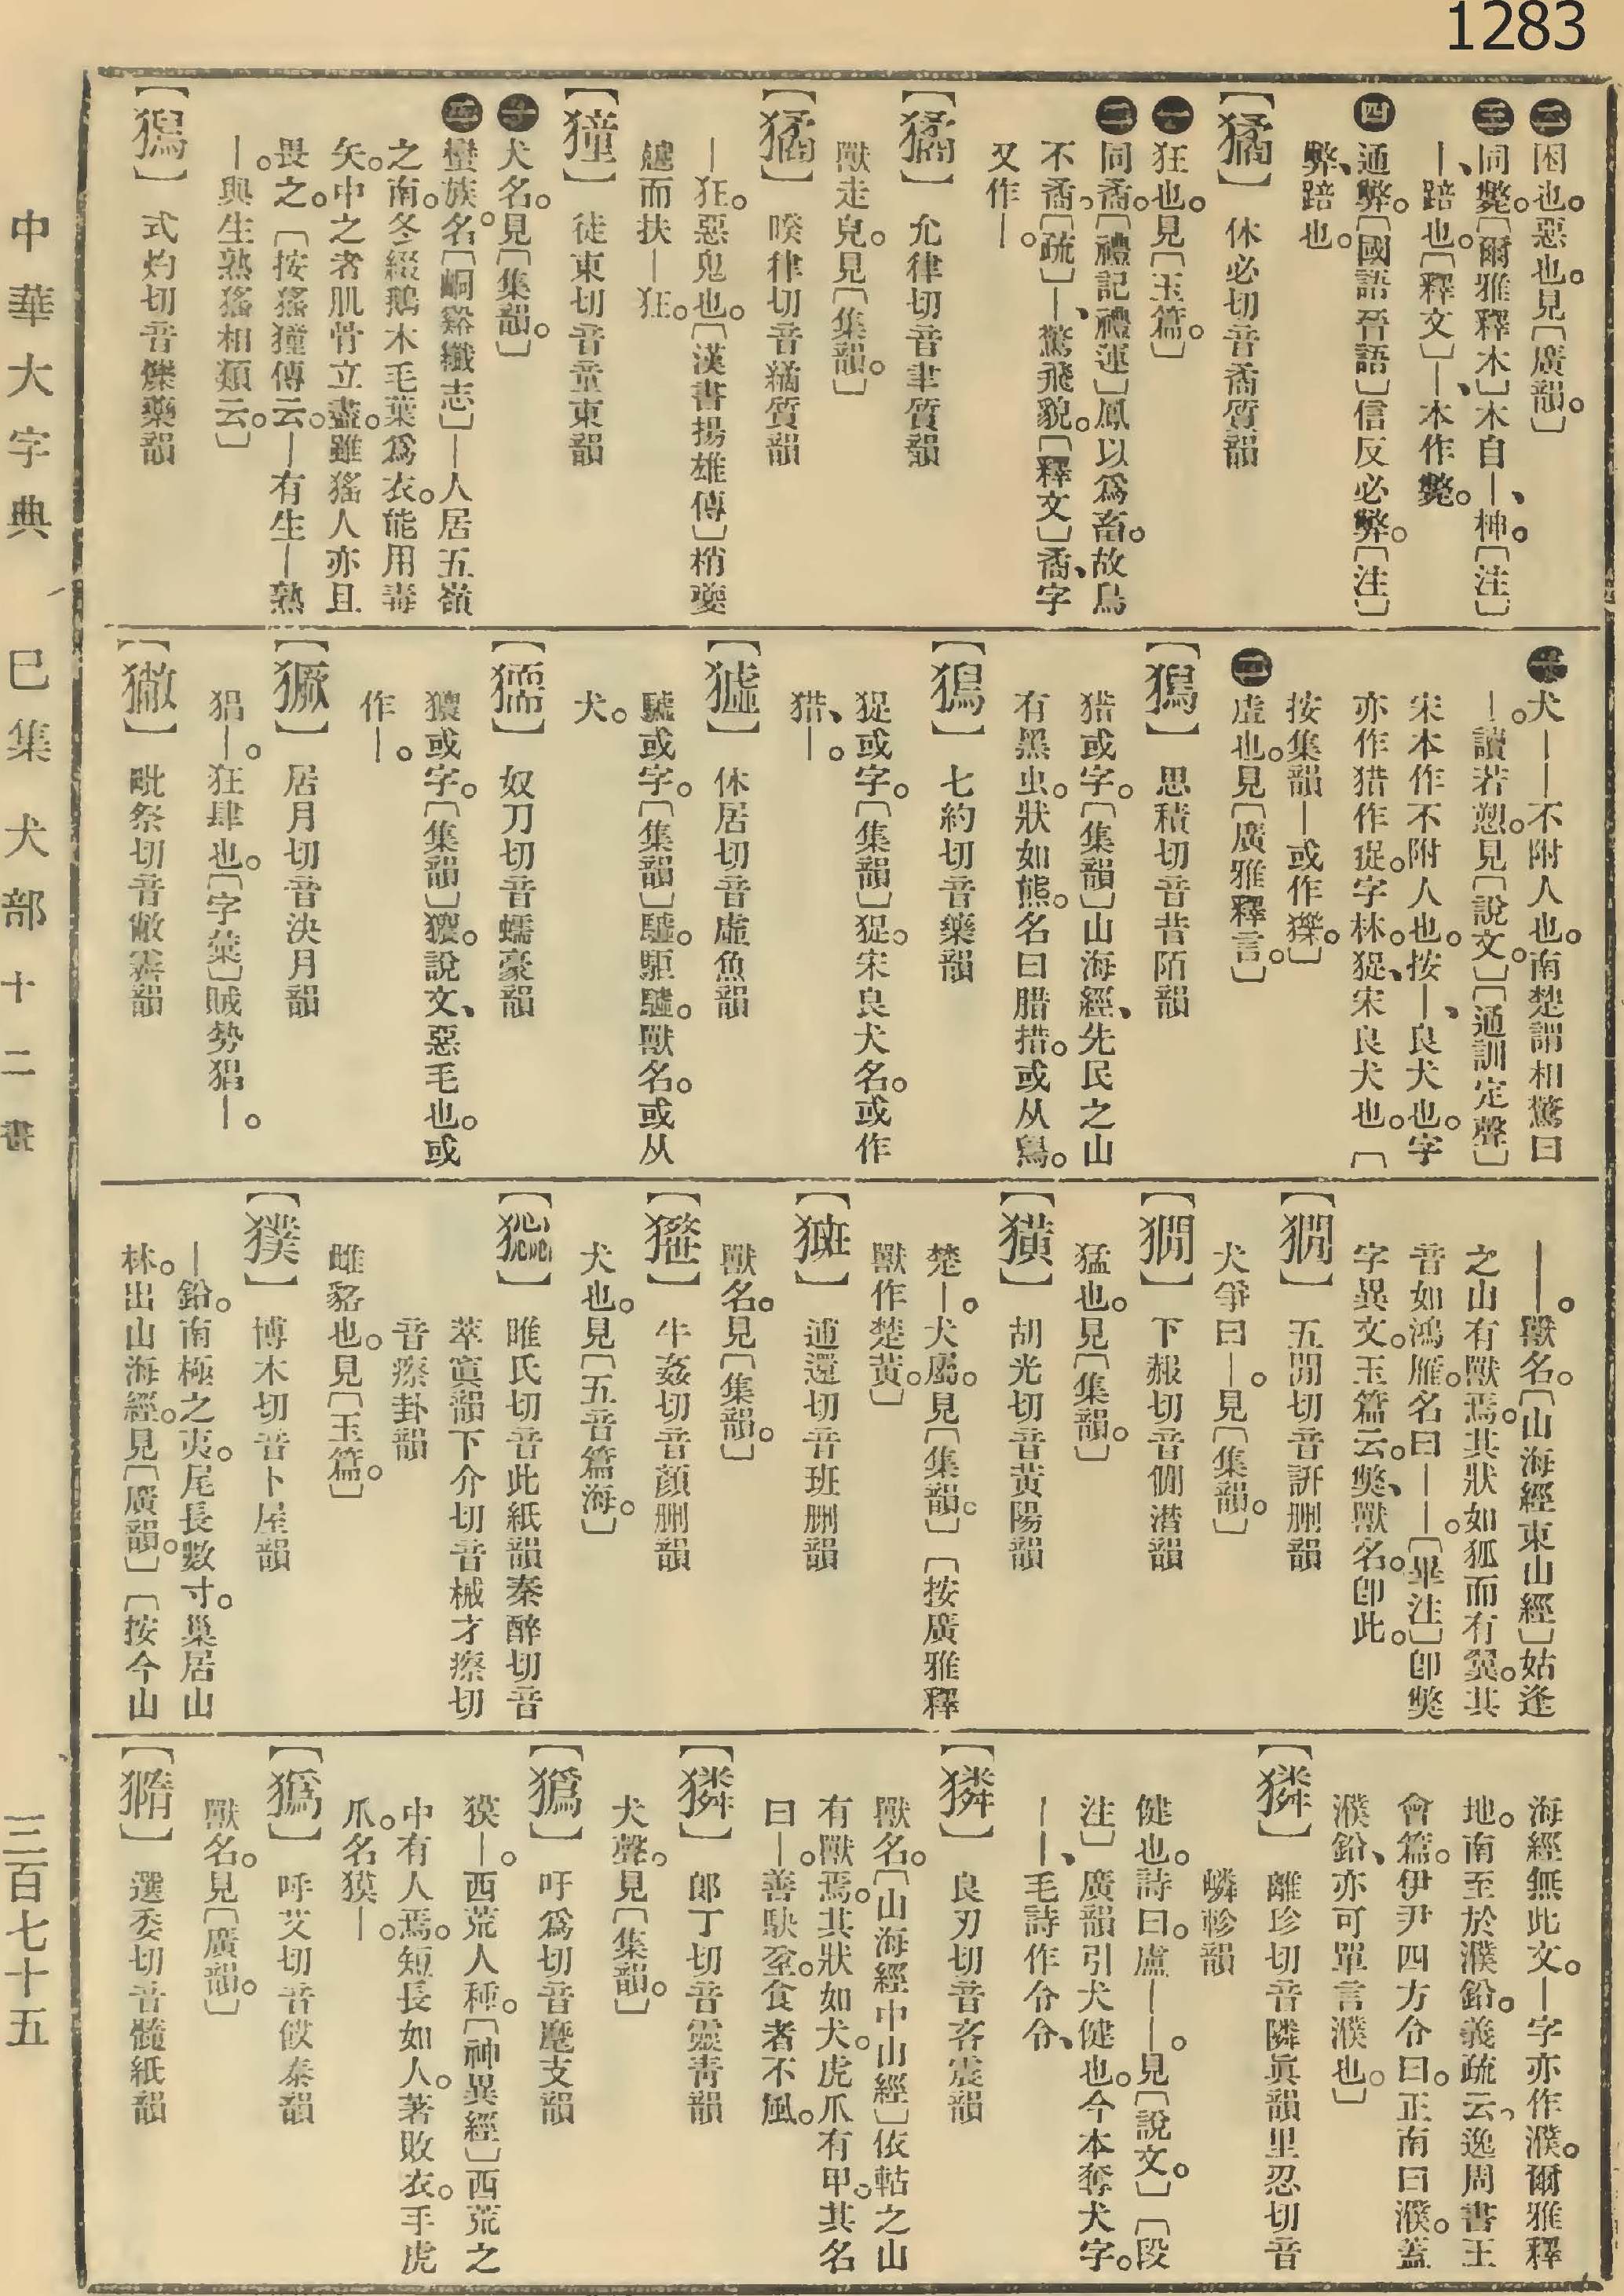 1283
㊁困也。惡也。見〔廣韻。〕
㊂同斃。〔爾雅釋木〕木自—、柛。〔注〕
—、踣也。〔釋文〕—、本作斃。
㊃通弊。〔國語晉語〕信反必弊。〔注〕
弊、踣也。
【獝】休必切音矞質韻
㊀狂也。見〔玉篇。〕
㊁同矞。〔禮記禮運〕鳳以爲畜。故鳥
不矞。〔疏〕—、驚飛貌。〔釋文〕矞、字
又作—。
【獝】允律切音聿質韻
獸走皃。見〔集韻。〕
【獝】暌律切音繘質韻
—狂。惡鬼也。〔漢書揚雄傳〕梢夔
魖而抶—狂。
【獞】徒東切音童東韻
㊀犬名。見〔集韻。〕
㊁蠻族名。〔峒谿纖志〕—人居五嶺
之南。冬綴鵝木毛葉爲衣。能用毒
矢。中之者肌骨立盡。雖猺人亦且
畏之。〔按猺獞傳云。—有生—熟
—。與生熟猺相類云。〕
【獡】式灼切音爍藥韻
㊀犬——不附人也。南楚謂相驚曰
—。讀若愬。見〔說文。〕〔通訓定聲〕
宋本作不附人也。按—、良犬也。字
亦作猎作㹱。字林。㹱、宋良犬也。〔
按集韻—或作㹱。〕
㊁虛也。見〔廣雅釋言。〕
【獡】思積切音昔陌韻
猎或字。〔集韻〕山海經、先民之山
有黑虫。狀如熊。名曰腊措。或从舃。
【獡】七約切音藥韻
㹱或字。〔集韻〕㹱。宋良犬名。或作
猎、—。
【㺧】休居切音虛魚韻
驉或字。〔集韻〕驉。駏驉。獸名。或从
犬。
【獳】奴刀切音蠕豪韻
獿或字。〔集韻〕獿。說文、惡毛也。或
作—。
【獗】居月切音決月韻
猖—。狂肆也。〔字彙〕賊勢猖—。
【獙】毗祭切音敝霽韻
——。獸名。〔山海經東山經〕姑逢
之山有獸焉。其狀如狐而有翼。其
音如鴻雁。名曰——。〔畢注〕卽獘
字異文。玉篇云。獘、獸名。卽此。
【𤡥】五閒切音訮刪韻
犬爭曰—。見〔集韻。〕
【𤡥】下赧切音僩潸韻
猛也。見〔集韻。〕
【獚】胡光切音黃陽韻
楚—。犬屬。見〔集韻。〕〔按廣雅釋
獸作楚黃。〕
逋還切音班刪韻
獸名。見〔集韻。〕
牛姦切音顏刪韻
犬也。見〔五音篇海。〕
睢氏切音此紙韻秦醉切音
萃寘韻下介切音械才瘵切
音瘵卦韻
雌貉也。見〔玉篇。〕
【獛】博木切音卜屋韻
—鉛。南極之夷。尾長數寸。巢居山
林。出山海經。見〔廣韻。〕〔按今山
海經無此文。—字亦作濮。爾雅釋
地。南至於濮鉛。義疏云、逸周書王
會篇。伊尹四方令曰。正南曰濮。蓋
濮鉛、亦可單言濮也。〕
【獜】離珍切音隣眞韻里忍切音
嶙軫韻
健也。詩曰。盧——。見〔說文。〕〔段
注〕廣韻引犬健也。今本奪犬字。
——、毛詩作令令、
【獜】良刃切音吝震韻
獸名。〔山海經中山經〕依軲之山
有獸焉。其狀如犬。虎爪有甲。其名
曰—。善駚坌。食者不風。
【獜】郎丁切音靈靑韻
犬聲。見〔集韻。〕
【㺔】吁爲切音麾支韻
獏—。西荒人種。〔神異經〕西荒之
中有人焉。短長如人。著敗衣。手虎
爪。名獏—。
【㺔】呼艾切音餀泰韻
獸名。見〔廣韻。〕
選委切音髓紙韻
中華大字典 巳集 犬部 十二畫 三百七十五